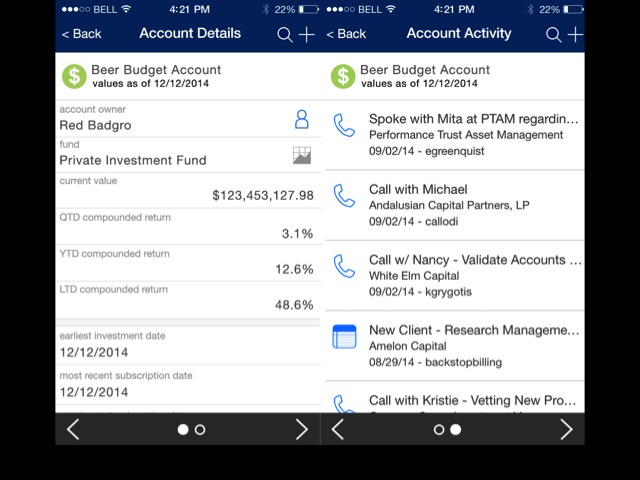 BELL 4:21 PM 22%
< Back Account Details
$ Beer Budget Account
values as of 12/12/2014
account owner
Red Badgro
fund
Private Investment Fund
current value
$123,453,127.98
QTD compounded return
3.1%
YTD compounded return
12.6%
LTD compounded return
48.6%
earliest investment date
12/12/2014
most recent subscription date
12/12/2014
BELL 4:21 PM 22%
< Back Account Activity
$ Beer Budget Account
values as of 12/12/2014
Spoke with Mita at PTAM regardin...
Performance Trust Asset Management
09/02/14 - egreenquist
Call with Michael
Andalusian Capital Partners, LP
09/02/14 - callodi
Call w/ Nancy - Validate Accounts ...
White Elm Capital
09/02/14 - kgrygotis
New Client - Research Manageme...
Amelon Capital
08/29/14 - backstopbilling
Call with Kristie - Vetting New Pro...